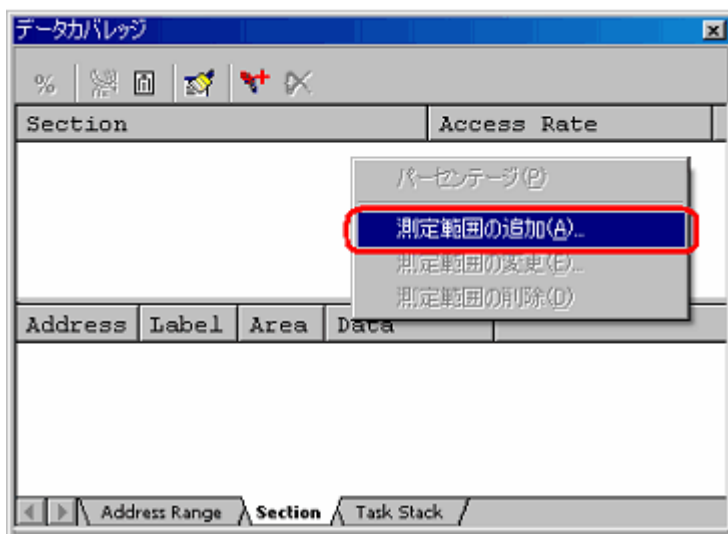 データカバレッジ
%
Section Access Rate
パーセンテージ(P)
測定範囲の追加(A)...
測定範囲の変更(E)...
測定範囲の削除(D)
Address Label Area Data
Address Range Section Task Stack